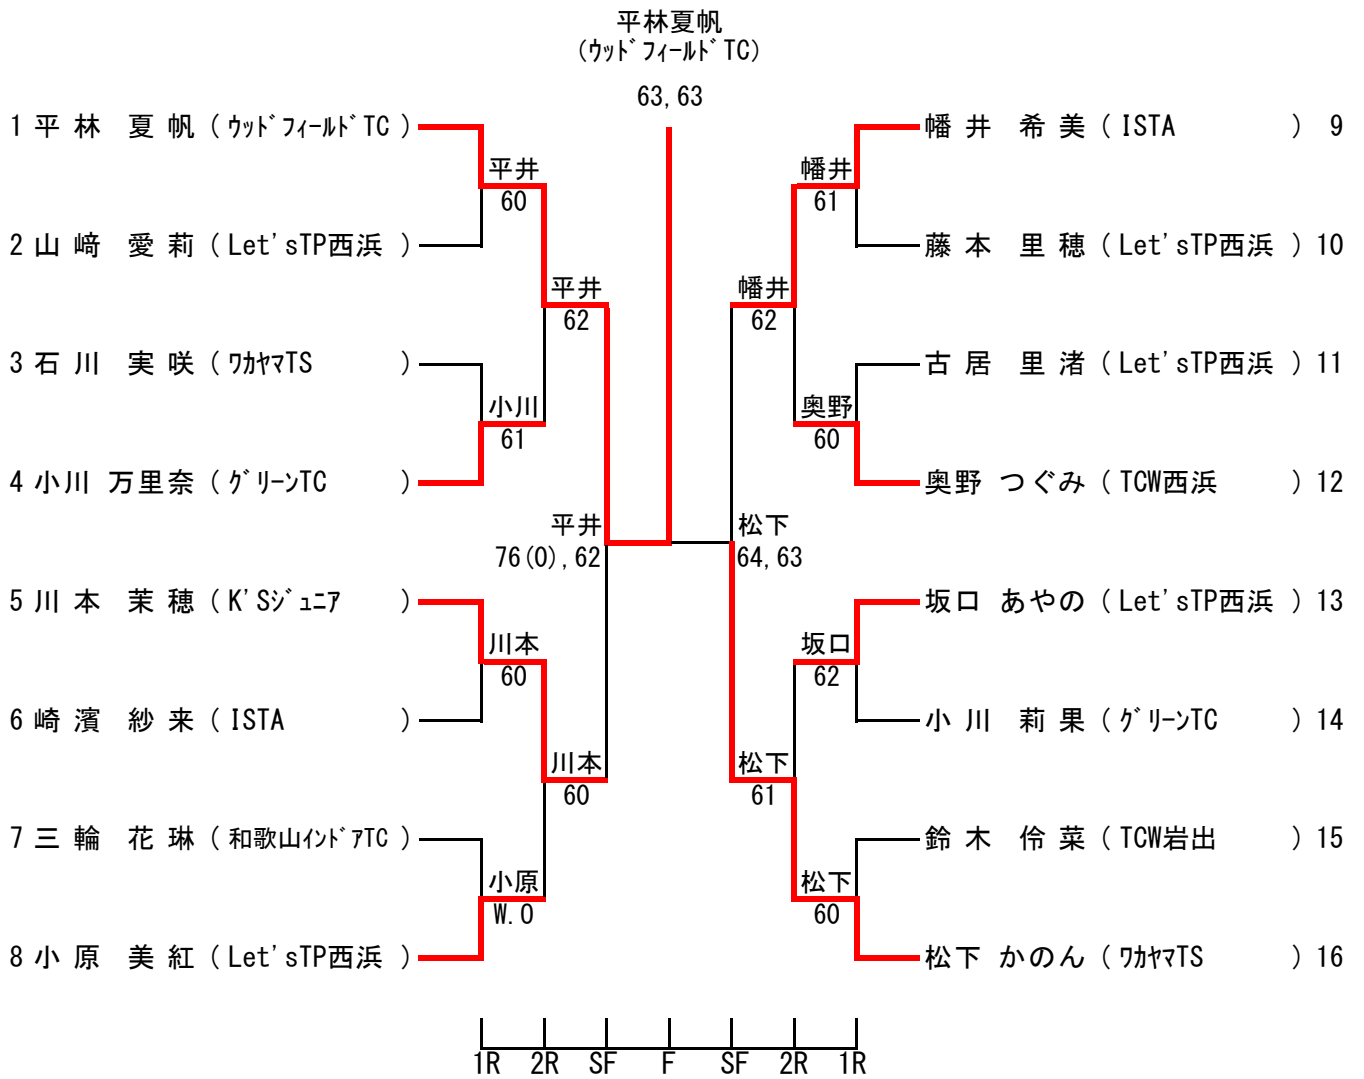 平林夏帆
(ウッドフィールドTC)
63,63
1 平 林 夏 帆 ( ウッドフィールドTC )
平井
60
2 山 﨑 愛 莉 ( Let'sTP西浜 )
平井
62
3 石 川 実 咲 ( ワカヤマTS )
小川
61
4 小川 万里奈 ( グリーンTC )
平井
76(0),62
5 川 本 茉 穂 ( K'Sジュニア )
川本
60
6 崎 濱 紗 来 ( ISTA )
川本
60
7 三 輪 花 琳 ( 和歌山インドアTC )
小原
W.O
8 小 原 美 紅 ( Let'sTP西浜 )
幡 井 希 美 ( ISTA ) 9
幡井
61
藤 本 里 穂 ( Let'sTP西浜 ) 10
幡井
62
古 居 里 渚 ( Let'sTP西浜 ) 11
奥野
60
奥野 つぐみ ( TCW西浜 ) 12
松下
64,63
坂口 あやの ( Let'sTP西浜 ) 13
坂口
62
小 川 莉 果 ( グリーンTC ) 14
松下
61
鈴 木 伶 菜 ( TCW岩出 ) 15
松下
60
松下 かのん ( ワカヤマTS ) 16
1R 2R SF F SF 2R 1R